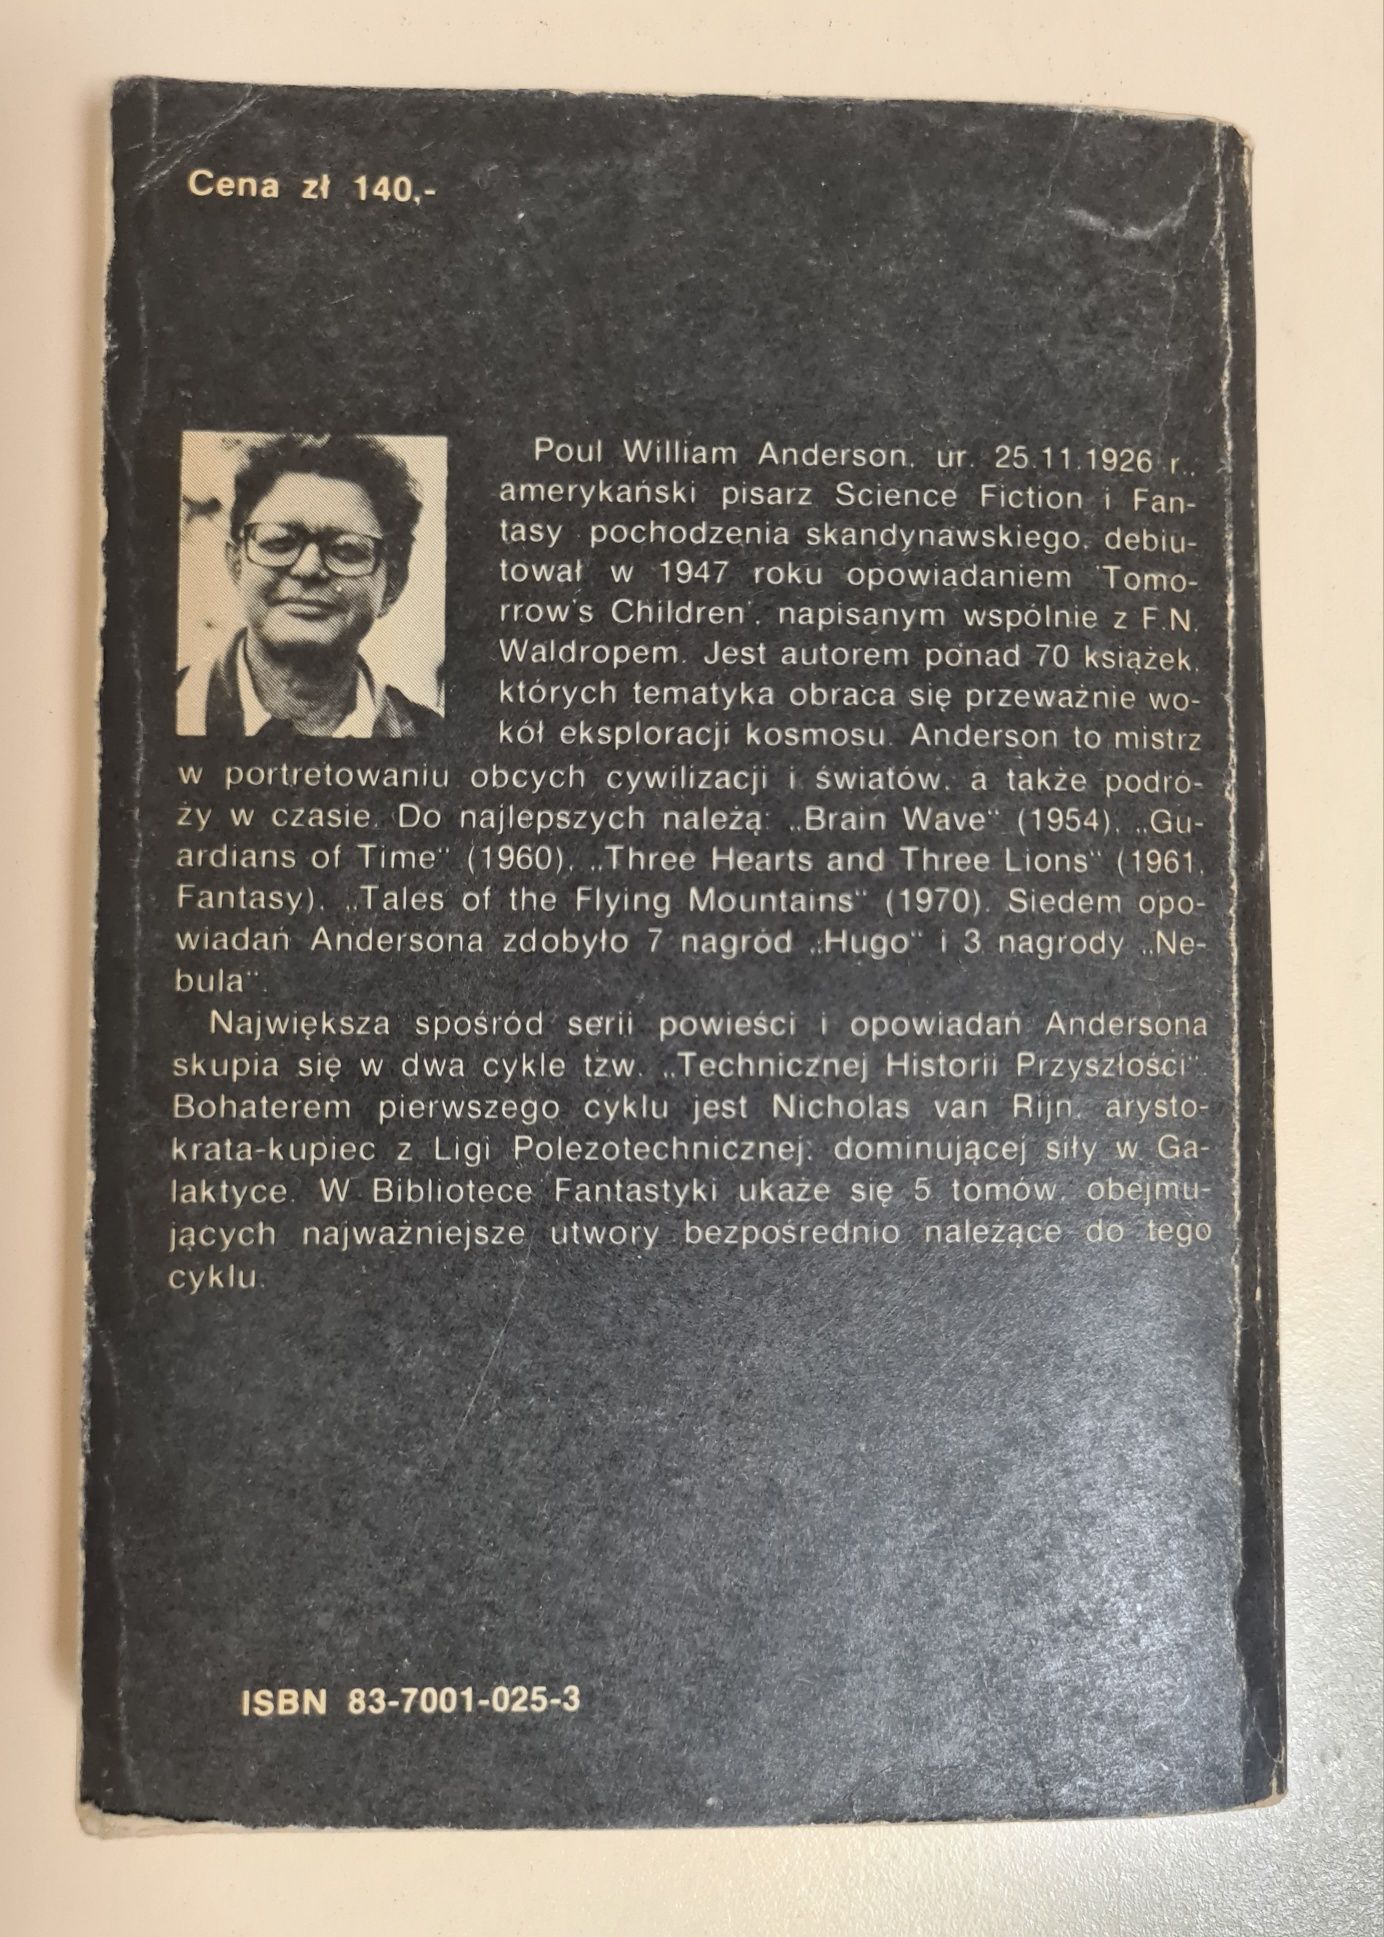 Cena zł 140,-
Poul William Anderson, ur. 25.11.1926 r.,
amerykański pisarz Science Fiction i Fan-
tasy pochodzenia skandynawskiego, debiu-
tował w 1947 roku opowiadaniem 'Tomo-
rrow's Children', napisanym wspólnie z F.N.
Waldropem. Jest autorem ponad 70 książek,
których tematyka obraca się przeważnie wo-
kół eksploracji kosmosu. Anderson to mistrz
w portretowaniu obcych cywilizacji i światów, a także podró-
ży w czasie. Do najlepszych należą: „Brain Wave" (1954), „Gu-
ardians of Time" (1960), „Three Hearts and Three Lions" (1961,
Fantasy), „Tales of the Flying Mountains" (1970). Siedem opo-
wiadań Andersona zdobyło 7 nagród „Hugo" i 3 nagrody „Ne-
bula".
Największa spośród serii powieści i opowiadań Andersona
skupia się w dwa cykle tzw. „Technicznej Historii Przyszłości".
Bohaterem pierwszego cyklu jest Nicholas van Rijn, arysto-
krata-kupiec z Ligi Polezotechnicznej; dominującej siły w Ga-
laktyce. W Bibliotece Fantastyki ukaże się 5 tomów, obejmu-
jących najważniejsze utwory bezpośrednio należące do tego
cyklu.
ISBN 83-7001-025-3